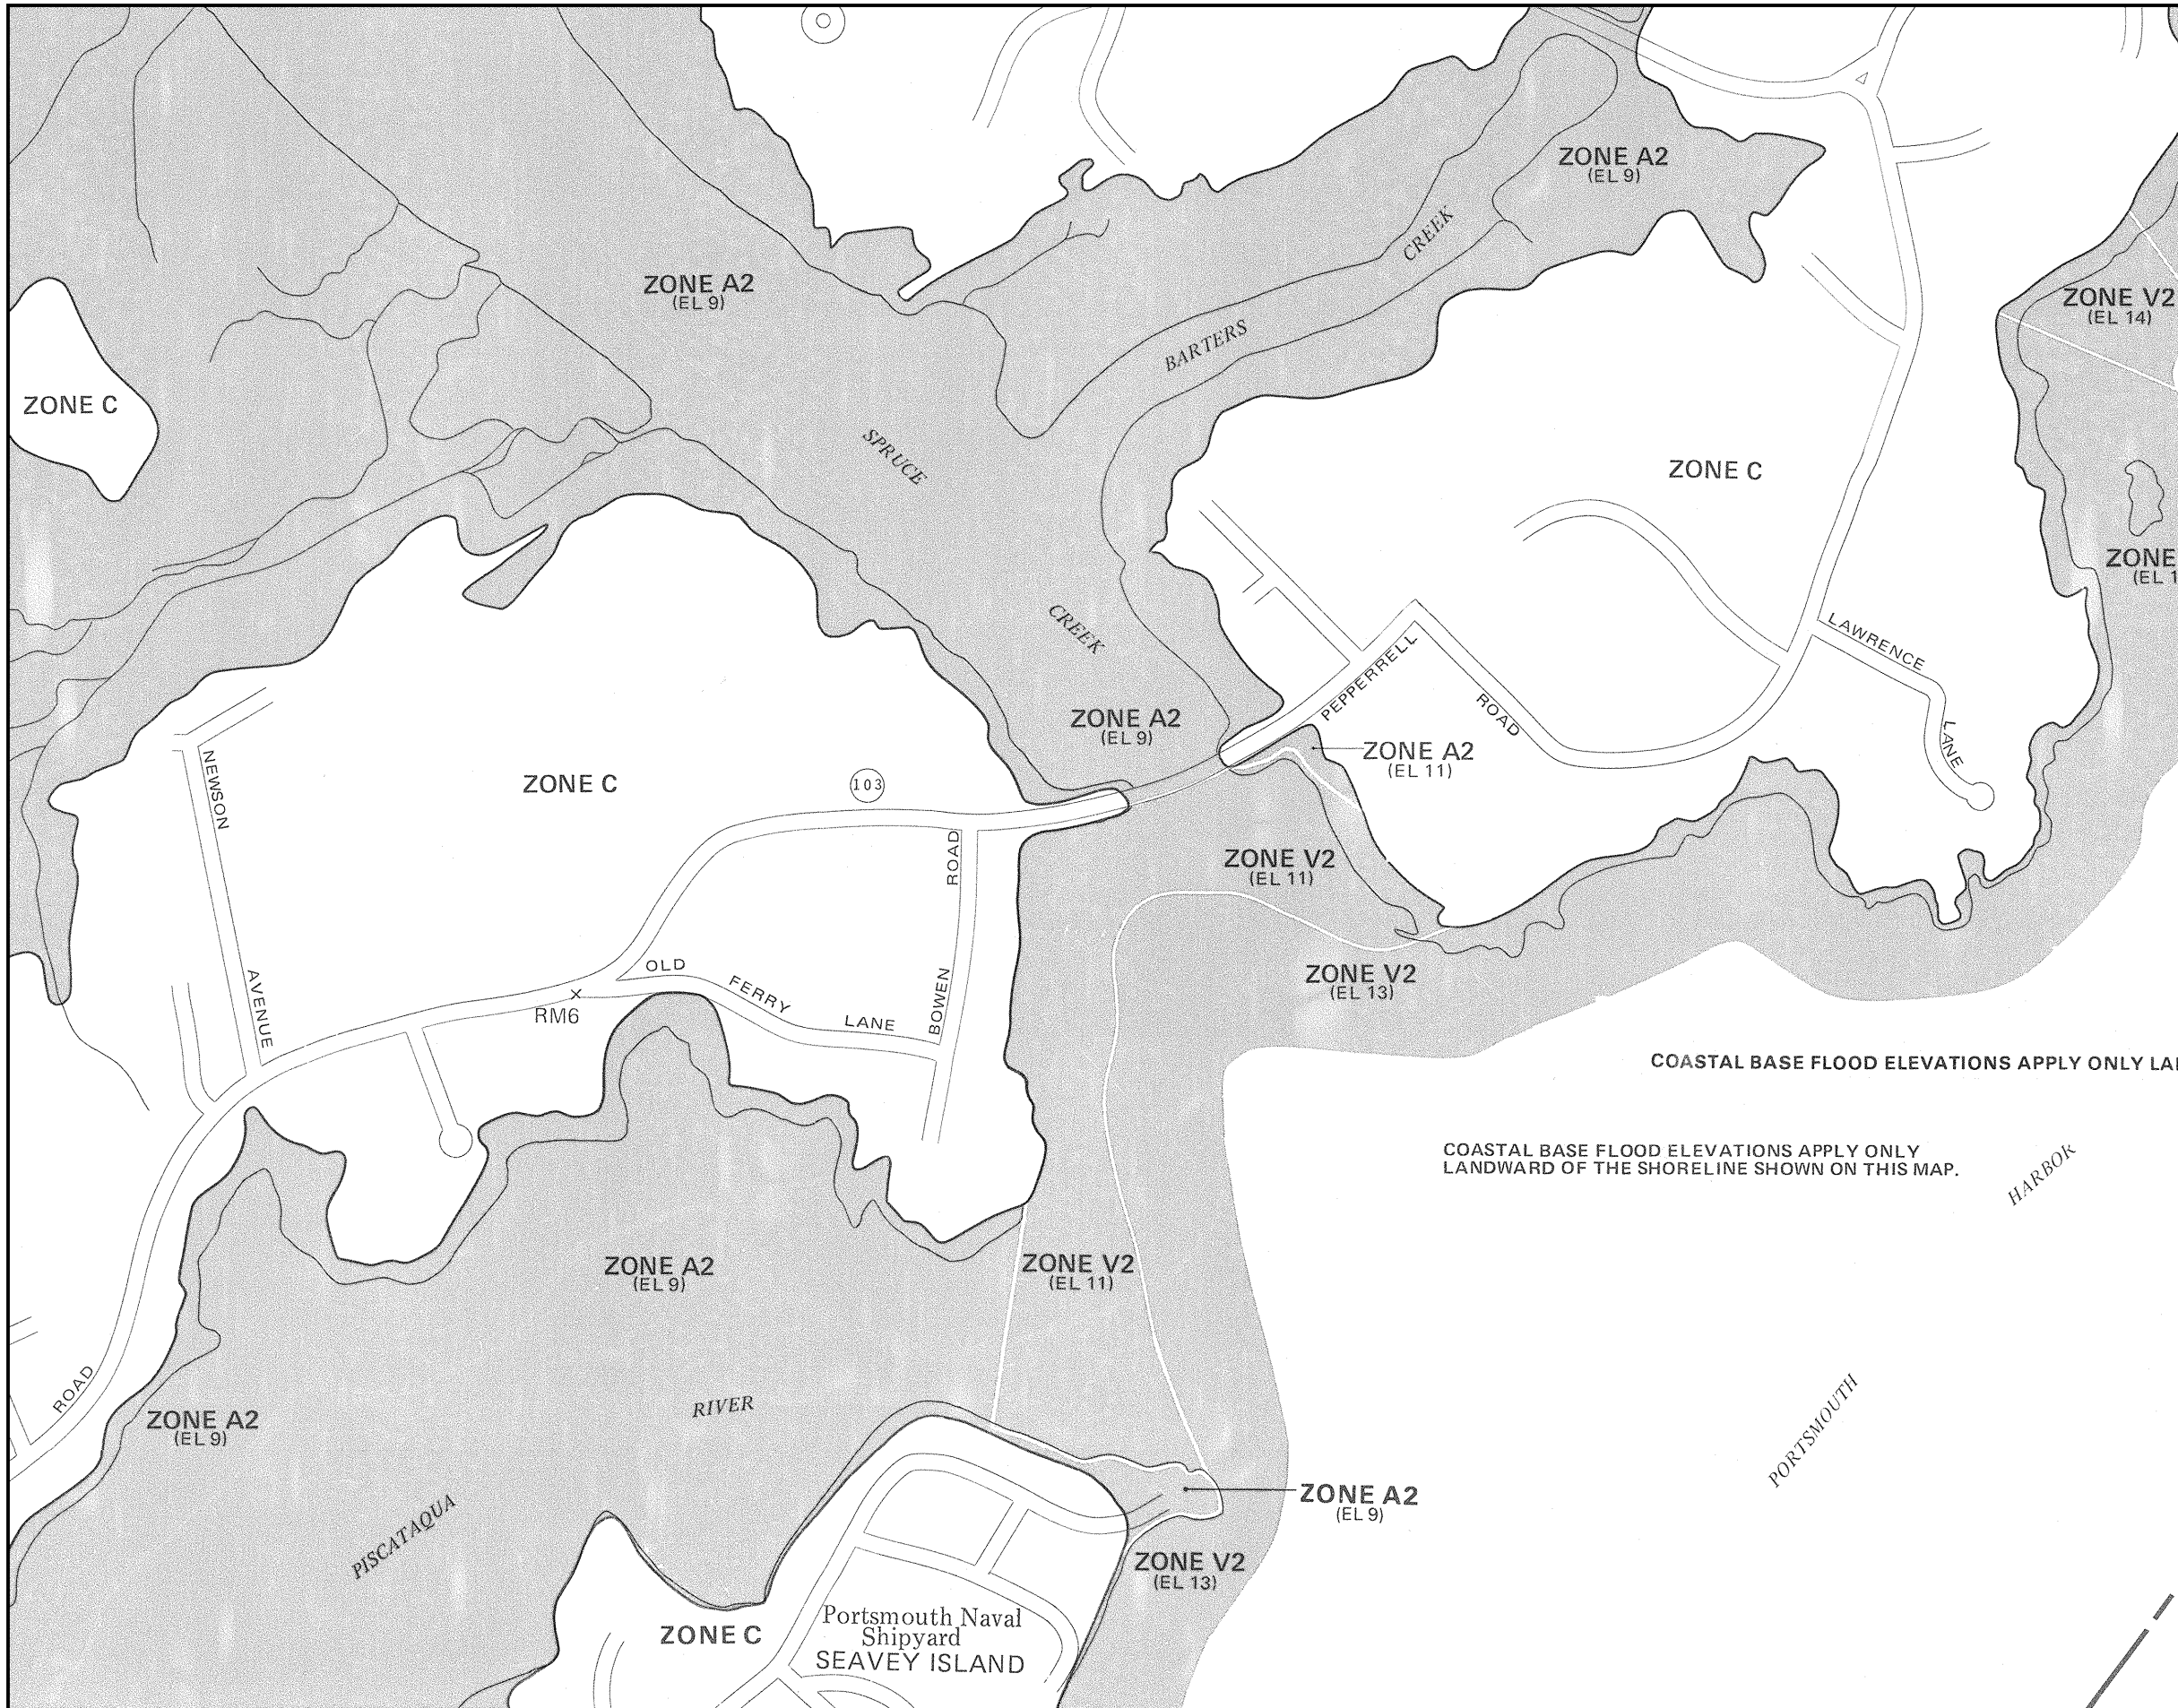 ZONE A2
(EL 9)
CREEK
ZONE A2
(EL 9)
ZONE V2
(EL 14)
BARTERS
ZONE C
SPRUCE
ZONE C
ZONE
(EL 1
CREEK
LAWRENCE
LANE
PEPPERRELL
ROAD
ZONE A2
(EL 9)
ZONE A2
(EL 11)
NEWSON
AVENUE
ZONE C
103
ROAD
BOWEN
ZONE V2
(EL 11)
OLD
FERRY
LANE
RM6
ZONE V2
(EL 13)
COASTAL BASE FLOOD ELEVATIONS APPLY ONLY LAN
COASTAL BASE FLOOD ELEVATIONS APPLY ONLY
LANDWARD OF THE SHORELINE SHOWN ON THIS MAP.
HARBOR
ZONE A2
(EL 9)
ZONE V2
(EL 11)
ROAD
ZONE A2
(EL 9)
RIVER
PORTSMOUTH
PISCATAQUA
ZONE A2
(EL 9)
ZONE V2
(EL 13)
ZONE C
Portsmouth Naval
Shipyard
SEAVEY ISLAND